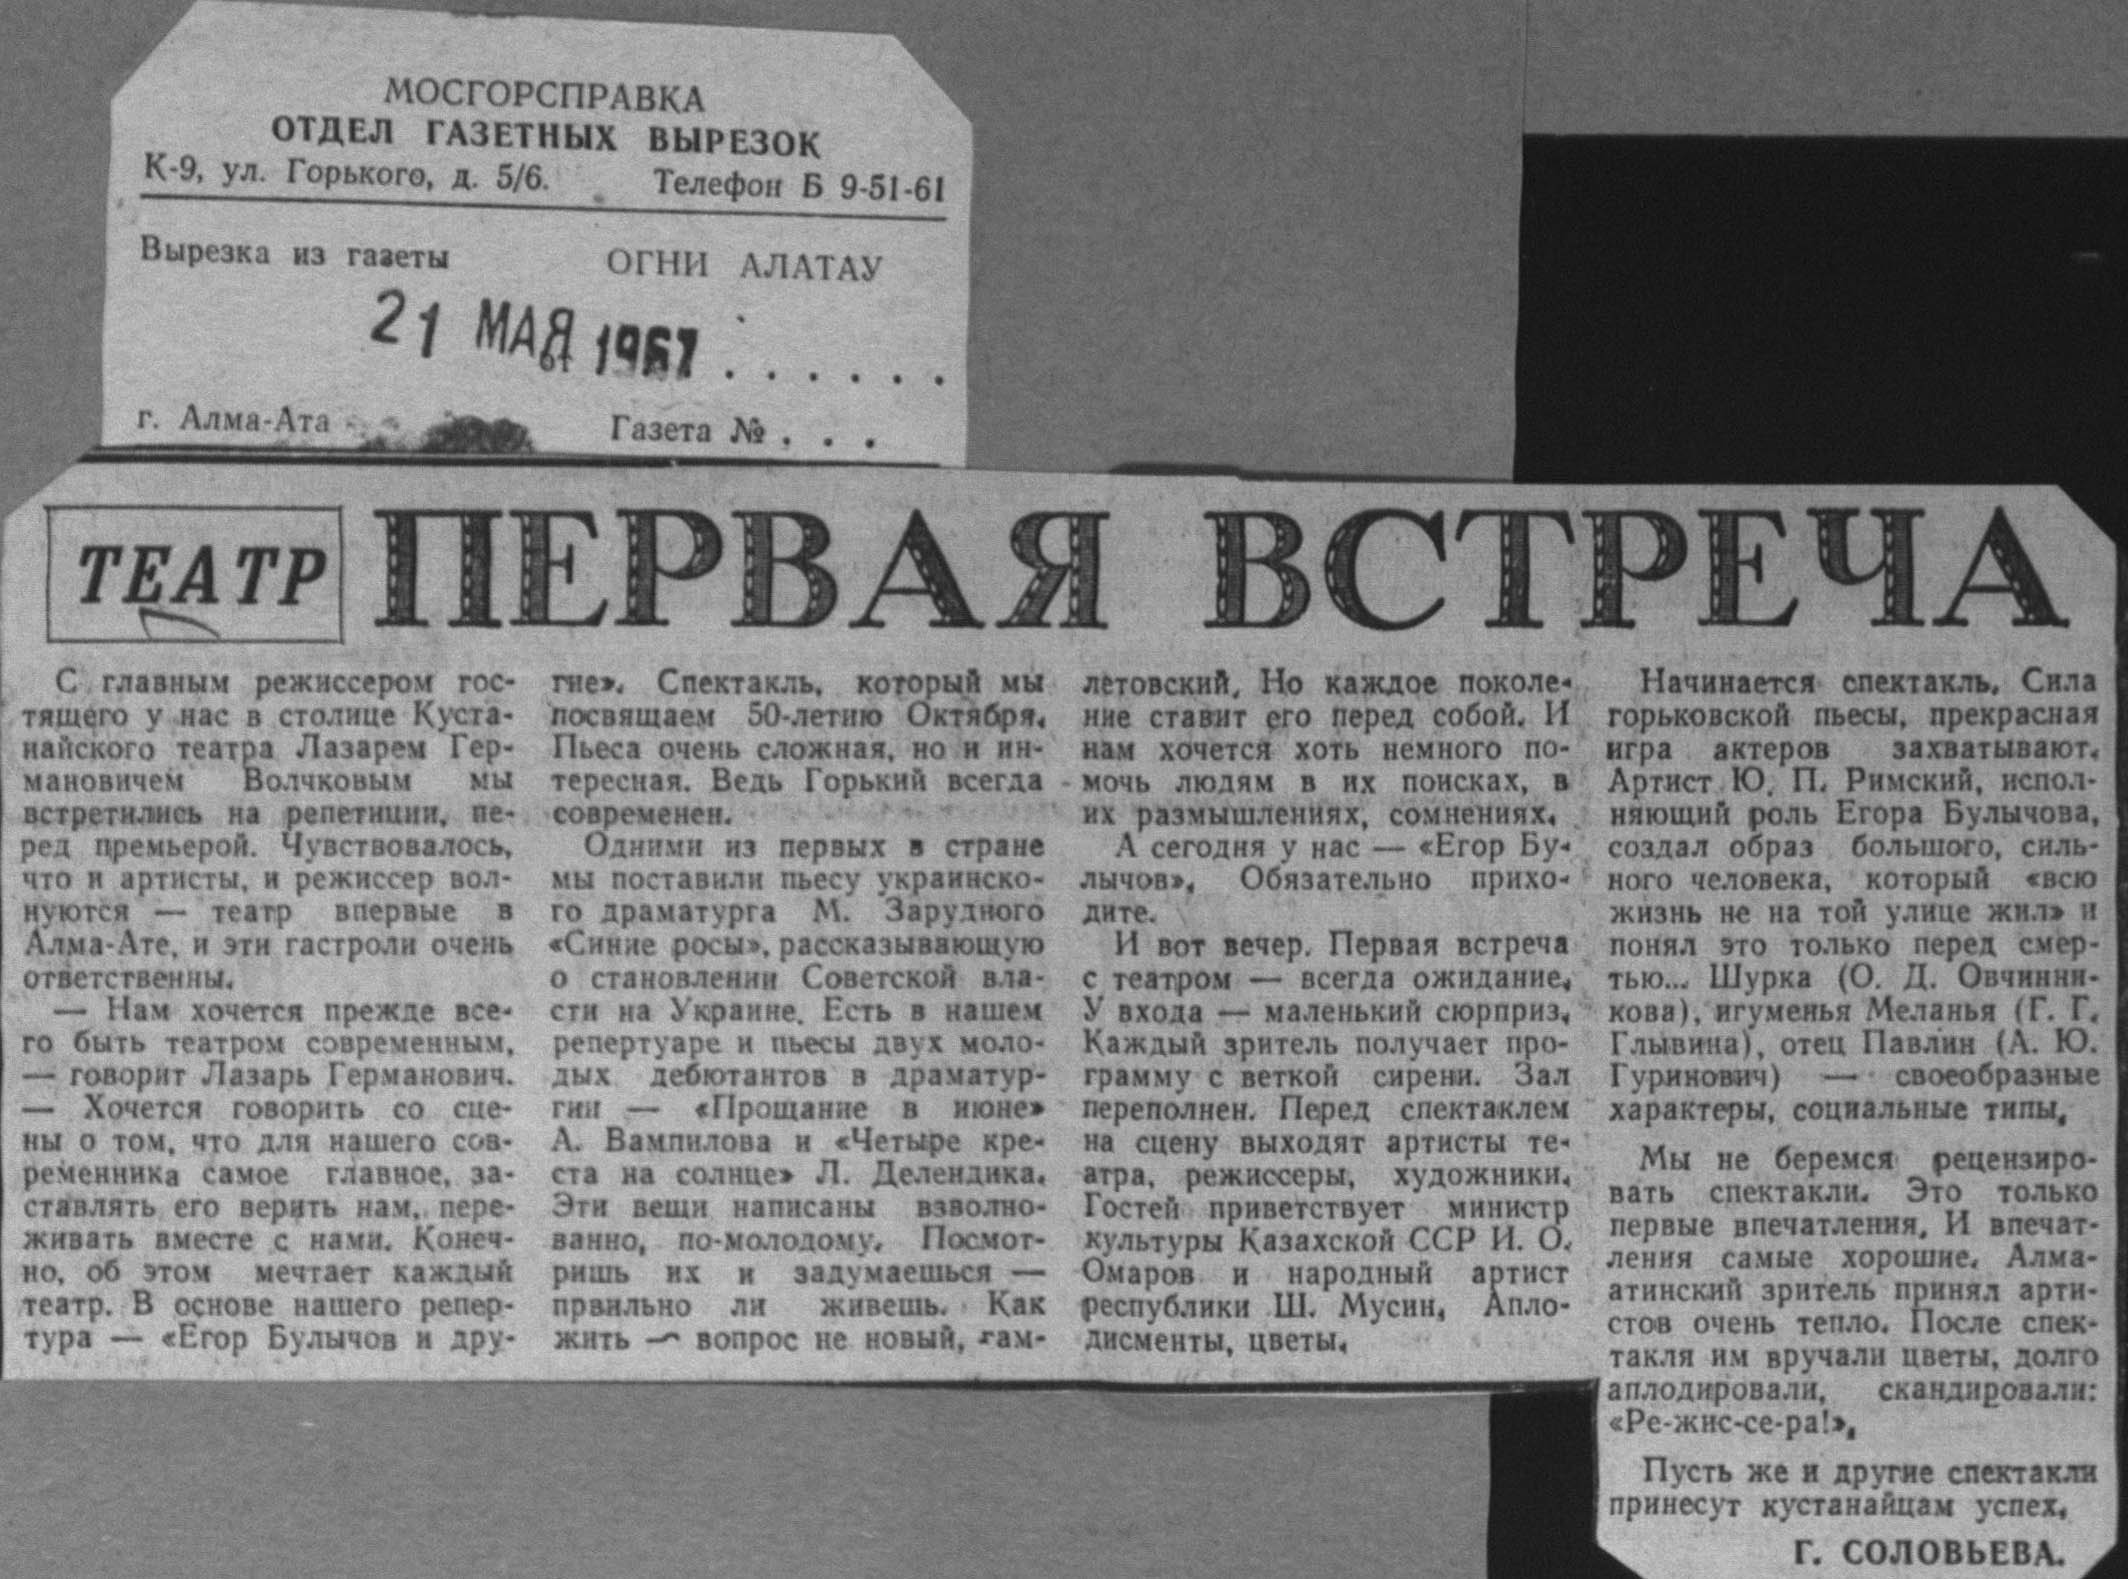 МОСГОРСПРАВКА
ОТДЕЛ ГАЗЕТНЫХ ВЫРЕЗОК
К-9, ул. Горького, д. 5/6. Телефон Б 9-51-61
Вырезка из газеты ОГНИ АЛАТАУ
21 МАЯ 1967
от . . . . . .
г. Алма-Ата Газета № . . .
ТЕАТР
ПЕРВАЯ ВСТРЕЧА
С главным режиссером гос-
тящего у нас в столице Куста-
найского театра Лазарем Гер-
мановичем Волчковым мы
встретились на репетиции, пе-
ред премьерой. Чувствовалось,
что и артисты, и режиссер вол-
нуются — театр впервые в
Алма-Ате, и эти гастроли очень
ответственны.
— Нам хочется прежде все-
го быть театром современным,
— говорит Лазарь Германович.
— Хочется говорить со сце-
ны о том, что для нашего сов-
ременника самое главное, за-
ставлять его верить нам, пере-
живать вместе с нами. Конеч-
но, об этом мечтает каждый
театр. В основе нашего репер-
тура — «Егор Булычов и дру-
гие». Спектакль, который мы
посвящаем 50-летию Октября.
Пьеса очень сложная, но и ин-
тересная. Ведь Горький всегда
современен.
Одними из первых в стране
мы поставили пьесу украинско-
го драматурга М. Зарудного
«Синие росы», рассказывающую
о становлении Советской вла-
сти на Украине. Есть в нашем
репертуаре и пьесы двух моло-
дых дебютантов в драматур-
гии — «Прощание в июне»
А. Вампилова и «Четыре кре-
ста на солнце» Л. Делендика.
Эти вещи написаны взволно-
ванно, по-молодому. Посмот-
ришь их и задумаешься —
првильно ли живешь. Как
жить — вопрос не новый, гам-
летовский. Но каждое поколе-
ние ставит его перед собой. И
нам хочется хоть немного по-
мочь людям в их поисках, в
их размышлениях, сомнениях.
А сегодня у нас — «Егор Бу-
лычов». Обязательно прихо-
дите.
И вот вечер. Первая встреча
с театром — всегда ожидание.
У входа — маленький сюрприз.
Каждый зритель получает про-
грамму с веткой сирени. Зал
переполнен. Перед спектаклем
на сцену выходят артисты те-
атра, режиссеры, художники.
Гостей приветствует министр
культуры Казахской ССР И. О.
Омаров и народный артист
республики Ш. Мусин. Апло-
дисменты, цветы.
Начинается спектакль. Сила
горьковской пьесы, прекрасная
игра актеров захватывают.
Артист Ю. П. Римский, испол-
няющий роль Егора Булычова,
создал образ большого, силь-
ного человека, который «всю
жизнь не на той улице жил» и
понял это только перед смер-
тью... Шурка (О. Д. Овчинни-
кова), игуменья Меланья (Г. Г.
Глывина), отец Павлин (А. Ю.
Гуринович) — своеобразные
характеры, социальные типы.
Мы не беремся рецензиро-
вать спектакли. Это только
первые впечатления. И впечат-
ления самые хорошие. Алма-
атинский зритель принял арти-
стов очень тепло. После спек-
такля им вручали цветы, долго
аплодировали, скандировали:
«Ре-жис-се-ра!».
Пусть же и другие спектакли
принесут кустанайцам успех.
Г. СОЛОВЬЕВА.